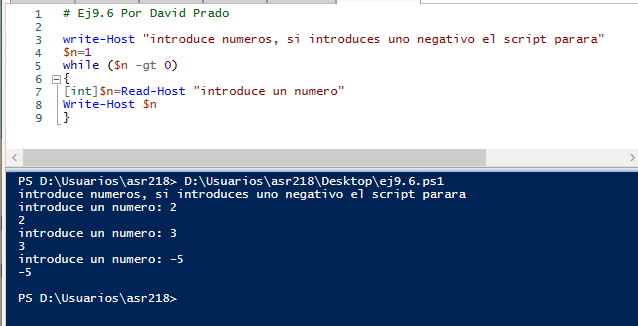 1 # Ej9.6 Por David Prado
2
3 write-Host "introduce numeros, si introduces uno negativo el script parara"
4 $n=1
5 while ($n -gt 0)
6 {
7 [int]$n=Read-Host "introduce un numero"
8 Write-Host $n
9 }
PS D:\Usuarios\asr218> D:\Usuarios\asr218\Desktop\ej9.6.ps1
introduce numeros, si introduces uno negativo el script parara
introduce un numero: 2
2
introduce un numero: 3
3
introduce un numero: -5
-5
PS D:\Usuarios\asr218>